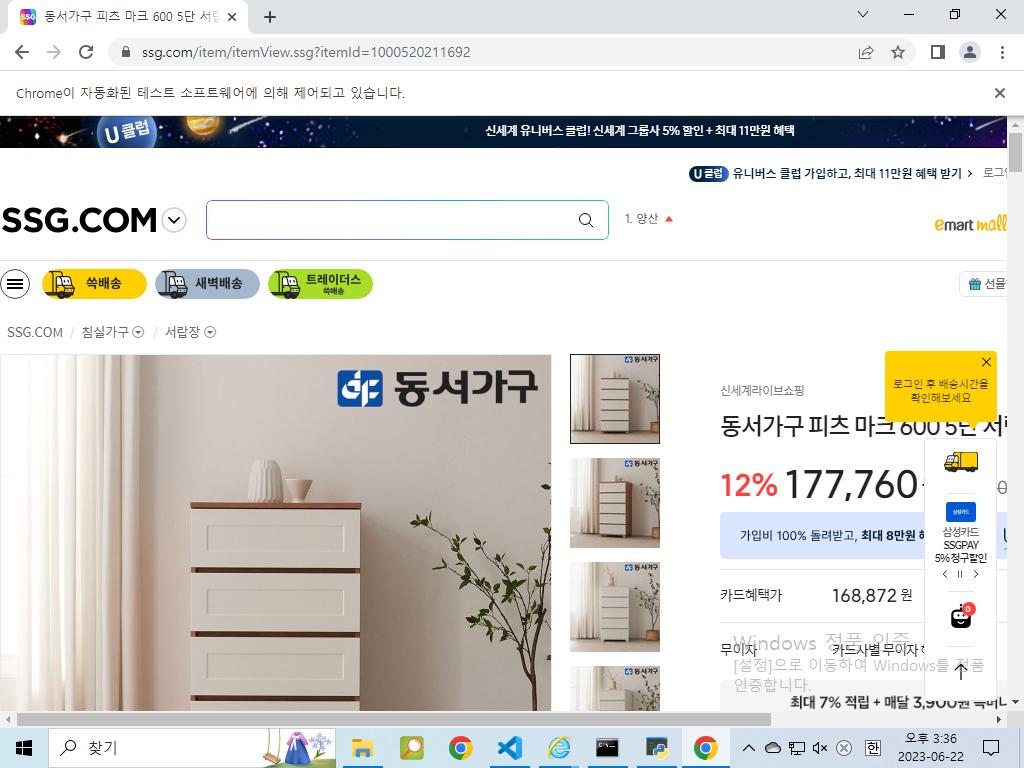 동서가구 피츠 마크 600 5단 서랍
ssg.com/item/itemView.ssg?itemId=1000520211692
Chrome이 자동화된 테스트 소프트웨어에 의해 제어되고 있습니다.
U 클럽
신세계 유니버스 클럽! 신세계 그룹사 5% 할인 + 최대 11만원 혜택
U 클럽 유니버스 클럽 가입하고, 최대 11만원 혜택 받기 > 로그인
SSG.COM
1. 양산
emart mall
쓱배송
새벽배송
트레이더스
쓱배송
선물
SSG.COM / 침실가구 / 서랍장
동서가구
로그인 후 배송시간을
확인해보세요
신세계라이브쇼핑
동서가구 피츠 마크 600 5단 서
12% 177,760
가입비 100% 돌려받고, 최대 8만원
삼성카드
삼성카드
SSGPAY
5% 청구할인
카드혜택가 168,872 원
0
무이자 카드사별 무이자
Windows 정품 인증
[설정]으로 이동하여 Windows를 정품
인증합니다.
최대 7% 적립 + 매달 3,900원
찾기
오후 3:36
2023-06-22
한